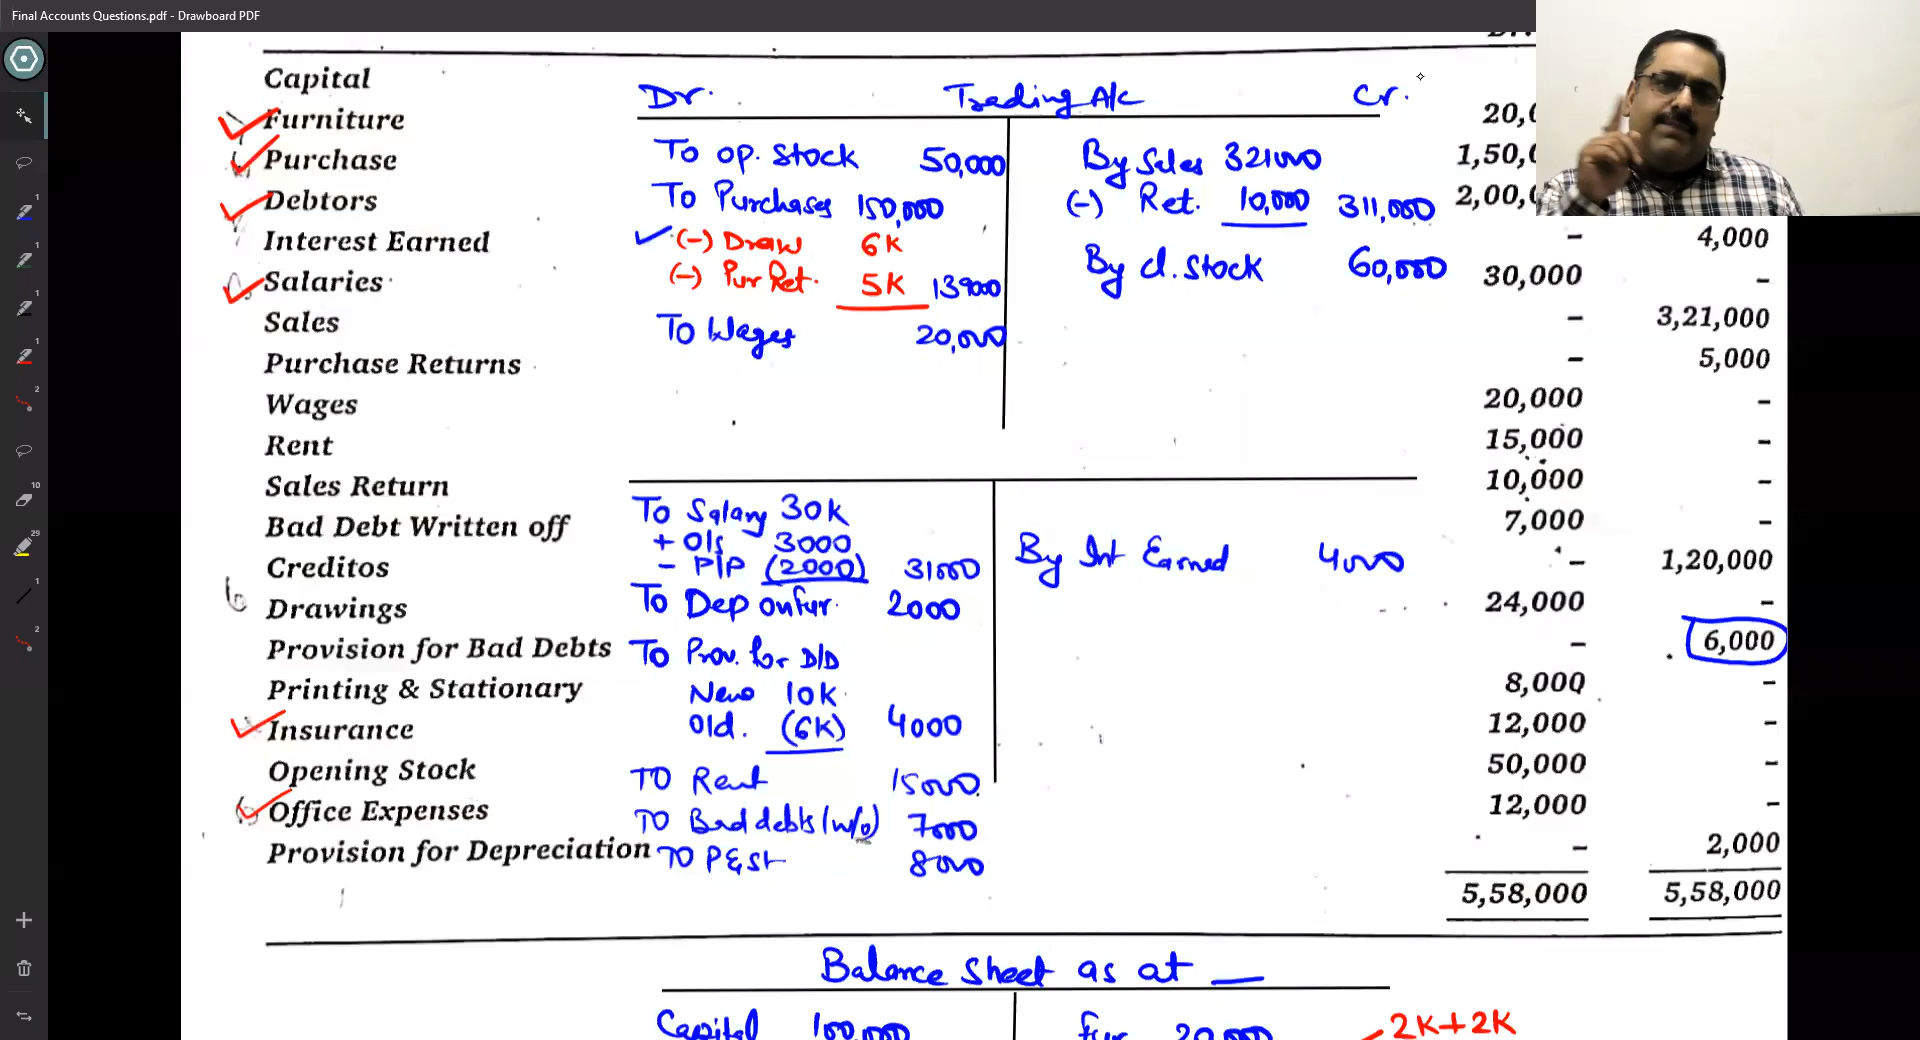 Final Accounts Questions.pdf - Drawboard PDF
Capital
Dr. Trading A/c Cr.
Furniture 20,0
Purchase To op. Stock 50,000 By Sales 321000 1,50,
Debtors To Purchases 150,000 (-) Ret. 10,000 311,000 2,00,
Interest Earned (-) Draw 6K - 4,000
By cl. Stock 60,000
Salaries (-) Pur Ret. 5K 139000 30,000 -
Sales To Wages 20,000 - 3,21,000
Purchase Returns - 5,000
Wages 20,000 -
Rent 15,000 -
Sales Return 10,000 -
To Salary 30K
Bad Debt Written off + O/s 3000 7,000 -
Creditos - P/P (2000) 31000 By Int Earned 4000 - 1,20,000
Drawings To Dep on fur. 2000 24,000 -
Provision for Bad Debts To Prov. for D/D - 6,000
Printing & Stationary New 10K 8,000 -
Insurance Old. (6K) 4000 12,000 -
Opening Stock To Rent 15000 50,000 -
Office Expenses To Bad debts (w/o) 7000 12,000 -
Provision for Depreciation To P&St 8000 - 2,000
5,58,000 5,58,000
Balance Sheet as at __
Capital 100,000 Fur 20,000 2K+2K